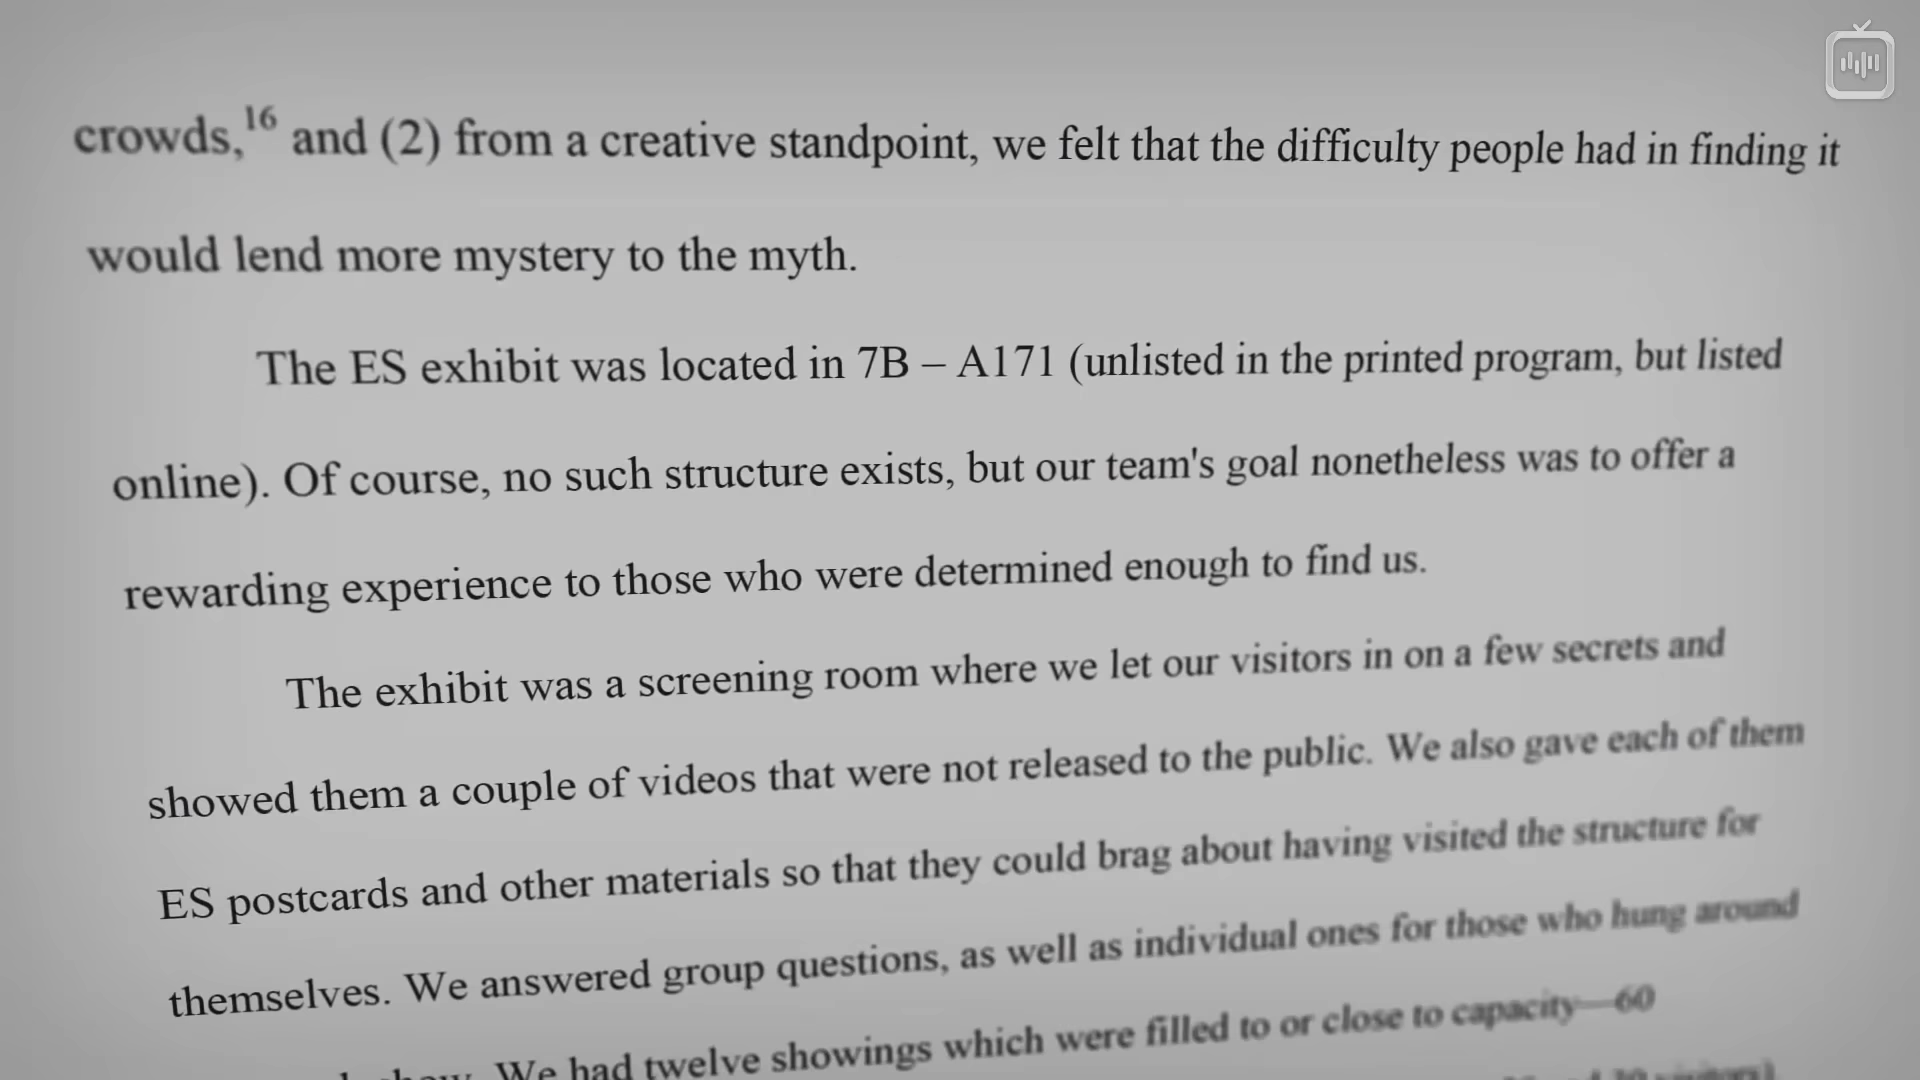 crowds,16 and (2) from a creative standpoint, we felt that the difficulty people had in finding it
would lend more mystery to the myth.
The ES exhibit was located in 7B – A171 (unlisted in the printed program, but listed
online). Of course, no such structure exists, but our team's goal nonetheless was to offer a
rewarding experience to those who were determined enough to find us.
The exhibit was a screening room where we let our visitors in on a few secrets and
showed them a couple of videos that were not released to the public. We also gave each of them
ES postcards and other materials so that they could brag about having visited the structure for
themselves. We answered group questions, as well as individual ones for those who hung around
show. We had twelve showings which were filled to or close to capacity—60